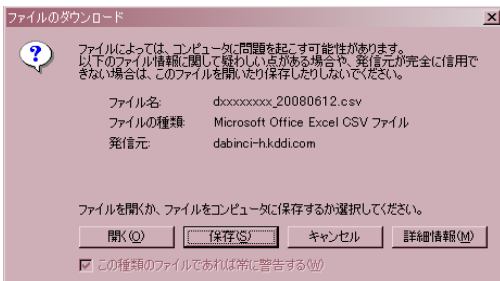 ファイルのダウンロード
ファイルによっては、コンピュータに問題を起こす可能性があります。
以下のファイル情報に関して疑わしい点がある場合や、発信元が完全に信用で
きない場合は、このファイルを開いたり保存したりしないでください。
ファイル名: dxxxxxxxx_20080612.csv
ファイルの種類: Microsoft Office Excel CSV ファイル
発信元: dabinci-h.kddi.com
ファイルを開くか、ファイルをコンピュータに保存するか選択してください。
開く(O) 保存(S) キャンセル 詳細情報(M)
この種類のファイルであれば常に警告する(W)